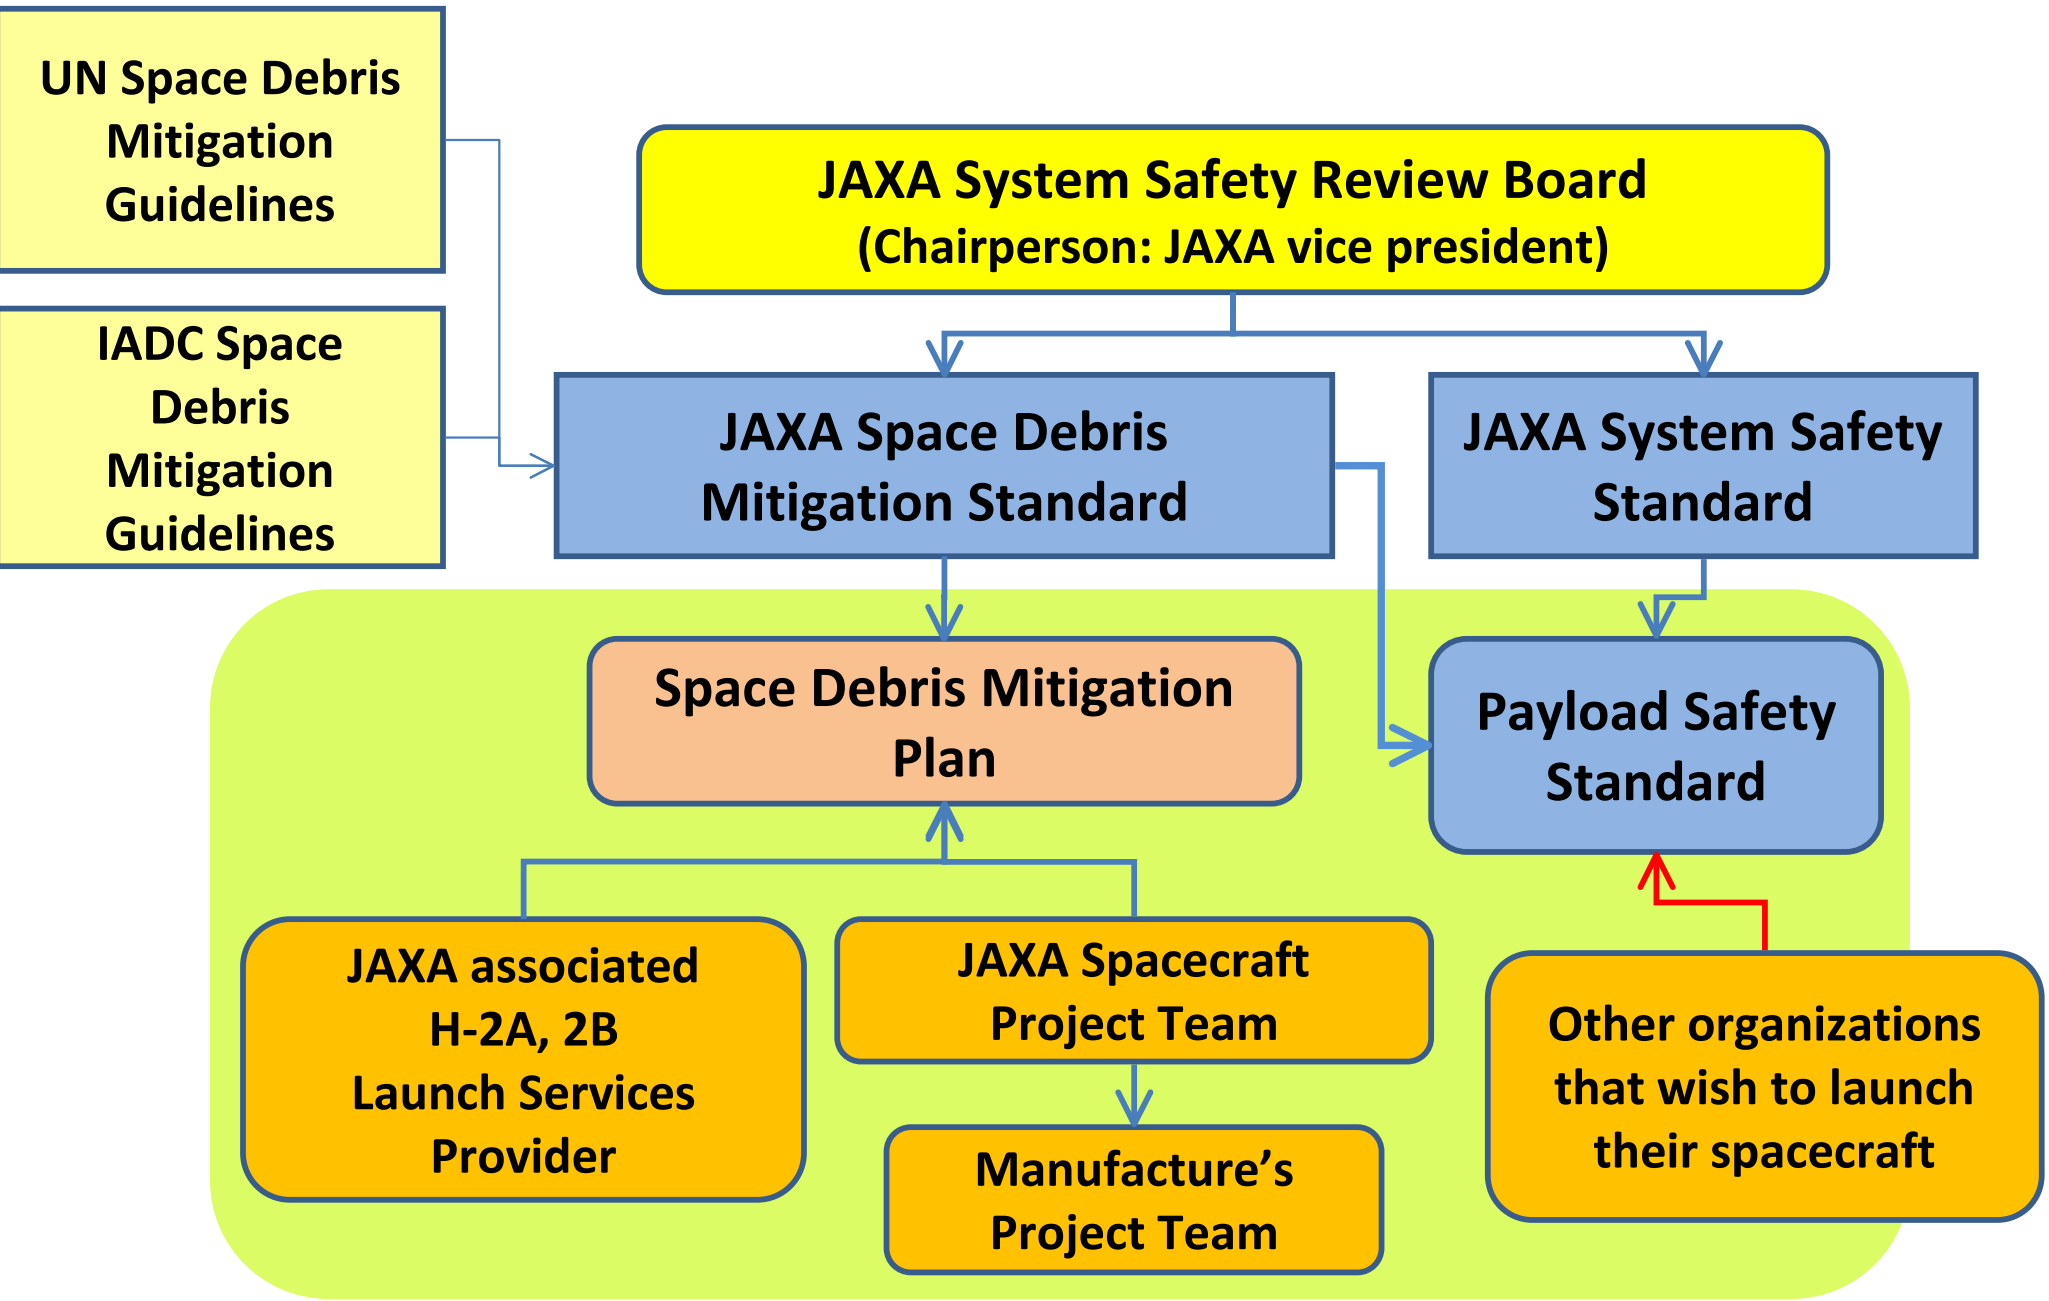 UN Space Debris
Mitigation
Guidelines
IADC Space
Debris
Mitigation
Guidelines
JAXA System Safety Review Board
(Chairperson: JAXA vice president)
JAXA Space Debris
Mitigation Standard
JAXA System Safety
Standard
Space Debris Mitigation
Plan
Payload Safety
Standard
JAXA associated
H-2A, 2B
Launch Services
Provider
JAXA Spacecraft
Project Team
Manufacture’s
Project Team
Other organizations
that wish to launch
their spacecraft